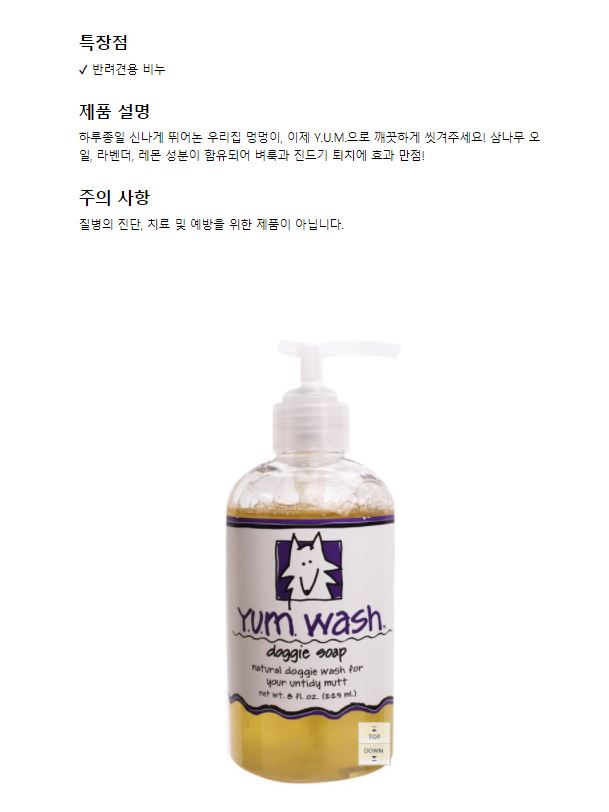 특장점
✓ 반려견용 비누
제품 설명
하루종일 신나게 뛰어논 우리집 멍멍이, 이제 Y.U.M.으로 깨끗하게 씻겨주세요! 삼나무 오
일, 라벤더, 레몬 성분이 함유되어 벼룩과 진드기 퇴치에 효과 만점!
주의 사항
질병의 진단, 치료 및 예방을 위한 제품이 아닙니다.
Y.U.M. wash.
doggie soap
natural doggie wash for
your untidy mutt
net wt. 8 fl. oz. (225 ml.)
TOP
DOWN